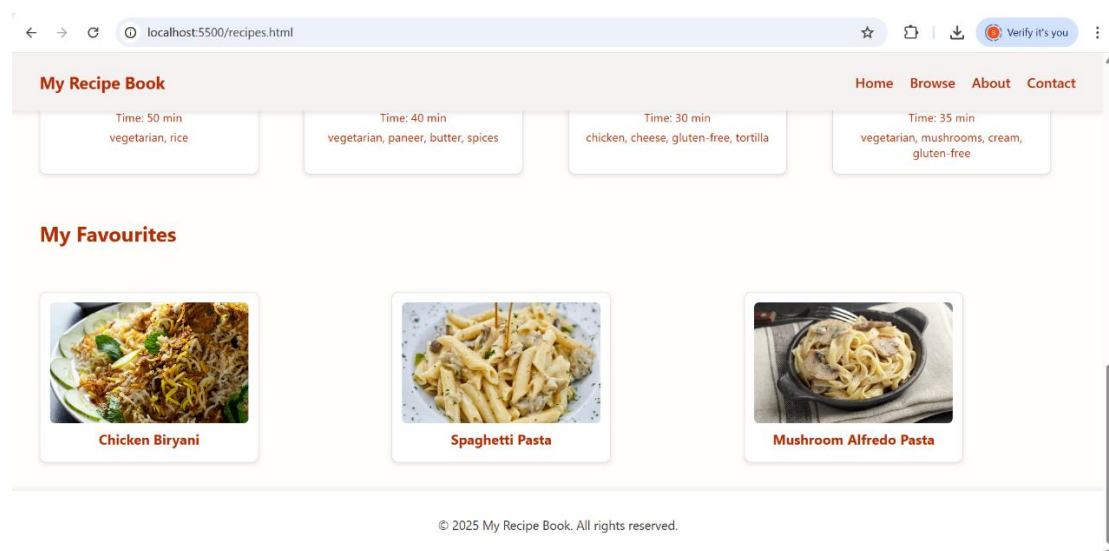 localhost:5500/recipes.html
Verify it's you
My Recipe Book
Home Browse About Contact
Time: 50 min
vegetarian, rice
Time: 40 min
vegetarian, paneer, butter, spices
Time: 30 min
chicken, cheese, gluten-free, tortilla
Time: 35 min
vegetarian, mushrooms, cream,
gluten-free
My Favourites
Chicken Biryani
Spaghetti Pasta
Mushroom Alfredo Pasta
© 2025 My Recipe Book. All rights reserved.